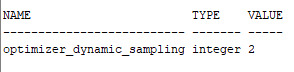 NAME                       TYPE    VALUE
-------------------------- ------- -----
optimizer_dynamic_sampling integer 2